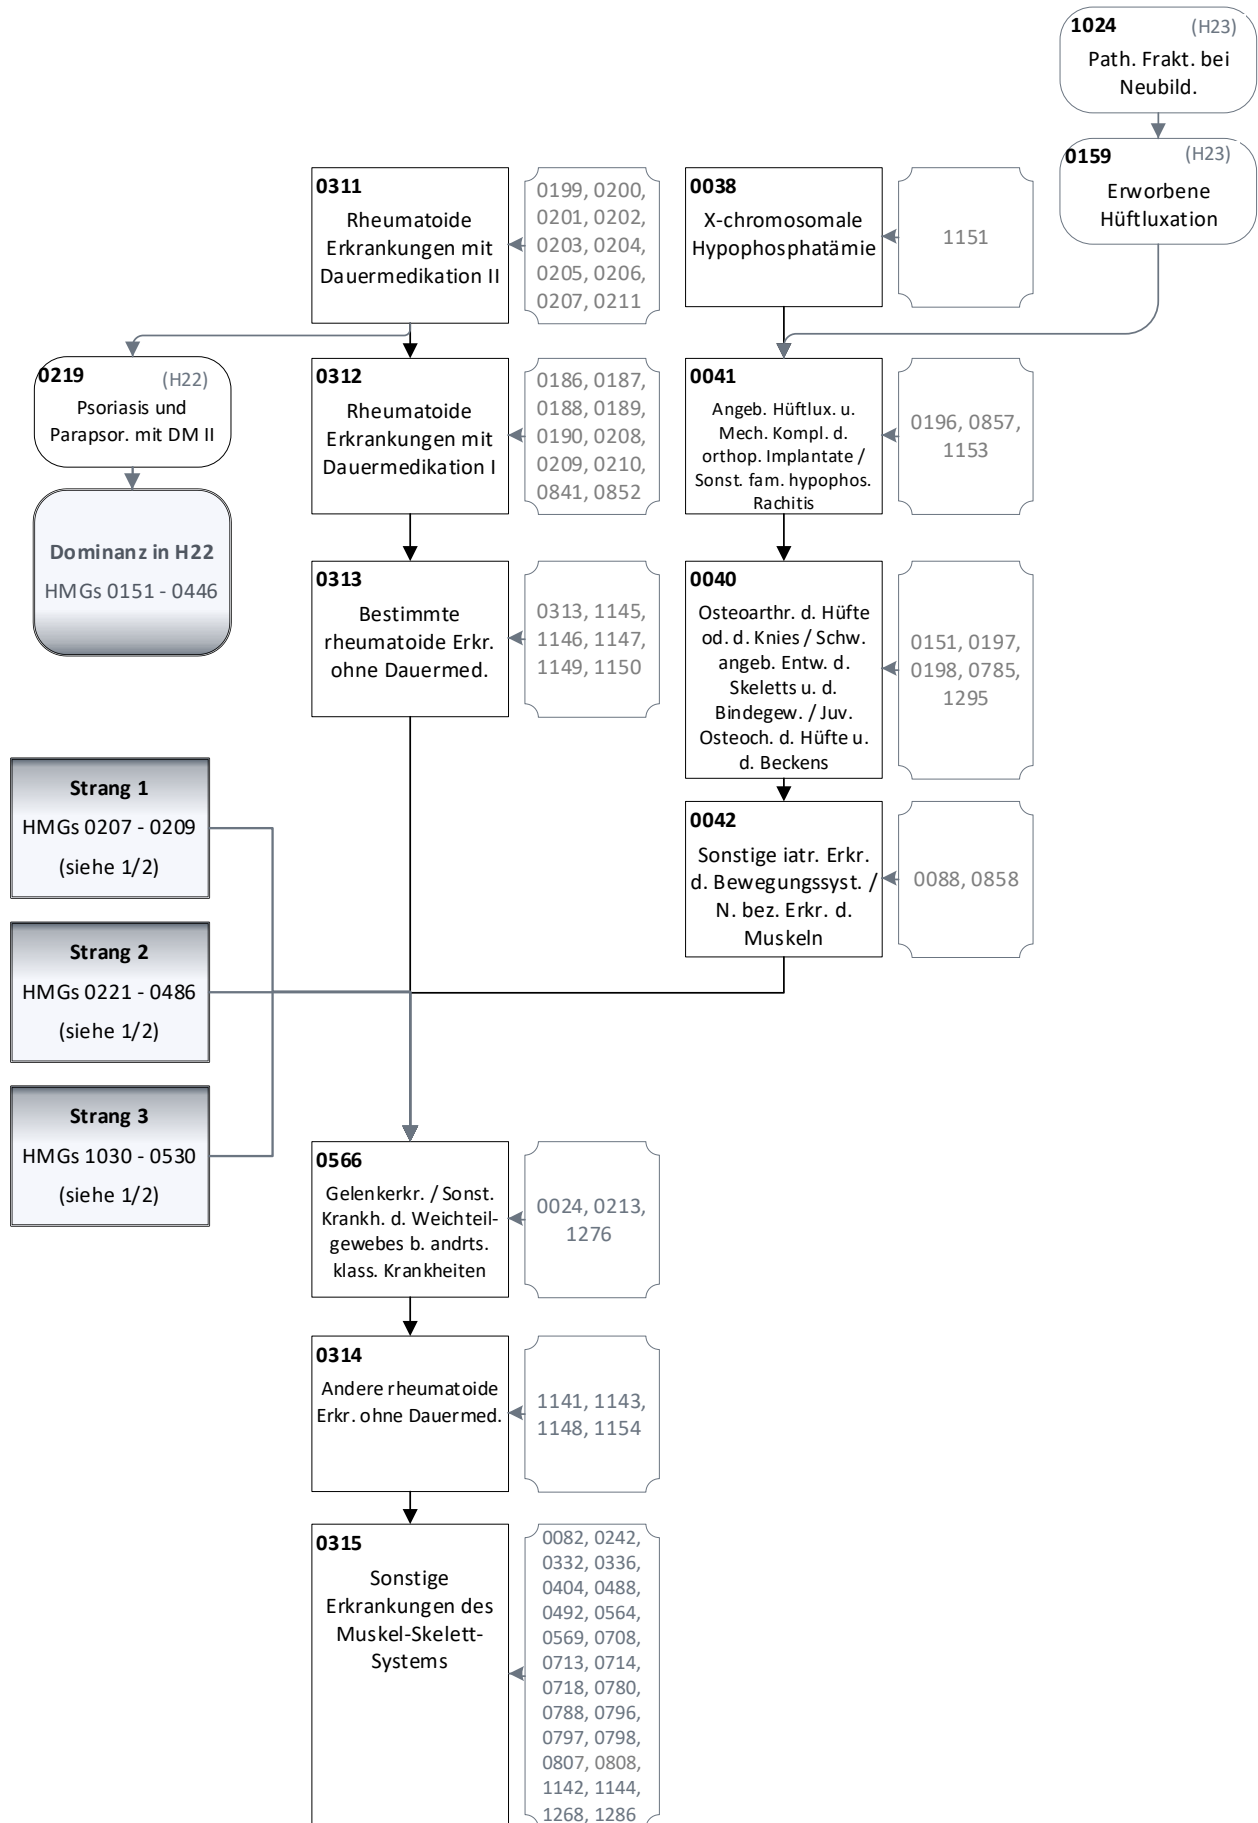 1024 (H23)
Path. Frakt. bei
Neubild.
0159 (H23)
Erworbene
Hüftluxation
0311
Rheumatoide
Erkrankungen mit
Dauermedikation II
0199, 0200,
0201, 0202,
0203, 0204,
0205, 0206,
0207, 0211
0038
X-chromosomale
Hypophosphatämie
1151
0219 (H22)
Psoriasis und
Parapsor. mit DM II
Dominanz in H22
HMGs 0151 - 0446
0312
Rheumatoide
Erkrankungen mit
Dauermedikation I
0186, 0187,
0188, 0189,
0190, 0208,
0209, 0210,
0841, 0852
0041
Angeb. Hüftlux. u.
Mech. Kompl. d.
orthop. Implantate /
Sonst. fam. hypophos.
Rachitis
0196, 0857,
1153
0313
Bestimmte
rheumatoide Erkr.
ohne Dauermed.
0313, 1145,
1146, 1147,
1149, 1150
0040
Osteoarthr. d. Hüfte
od. d. Knies / Schw.
angeb. Entw. d.
Skeletts u. d.
Bindegew. / Juv.
Osteoch. d. Hüfte u.
d. Beckens
0151, 0197,
0198, 0785,
1295
0042
Sonstige iatr. Erkr.
d. Bewegungssyst. /
N. bez. Erkr. d.
Muskeln
0088, 0858
Strang 1
HMGs 0207 - 0209
(siehe 1/2)
Strang 2
HMGs 0221 - 0486
(siehe 1/2)
Strang 3
HMGs 1030 - 0530
(siehe 1/2)
0566
Gelenkerkr. / Sonst.
Krankh. d. Weichteil-
gewebes b. andrts.
klass. Krankheiten
0024, 0213,
1276
0314
Andere rheumatoide
Erkr. ohne Dauermed.
1141, 1143,
1148, 1154
0315
Sonstige
Erkrankungen des
Muskel-Skelett-
Systems
0082, 0242,
0332, 0336,
0404, 0488,
0492, 0564,
0569, 0708,
0713, 0714,
0718, 0780,
0788, 0796,
0797, 0798,
0807, 0808,
1142, 1144,
1268, 1286